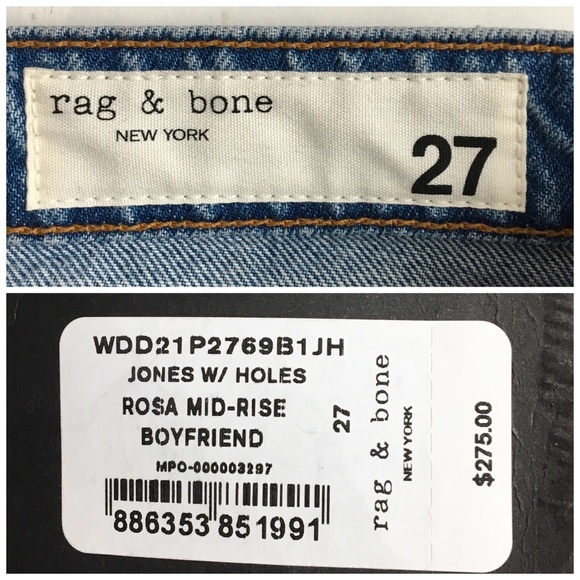 rag & bone
NEW YORK
27
WDD21P2769B1JH
JONES W/ HOLES
ROSA MID-RISE
BOYFRIEND
MPO-000003297
886353 851991
27
rag & bone
NEW YORK
$275.00